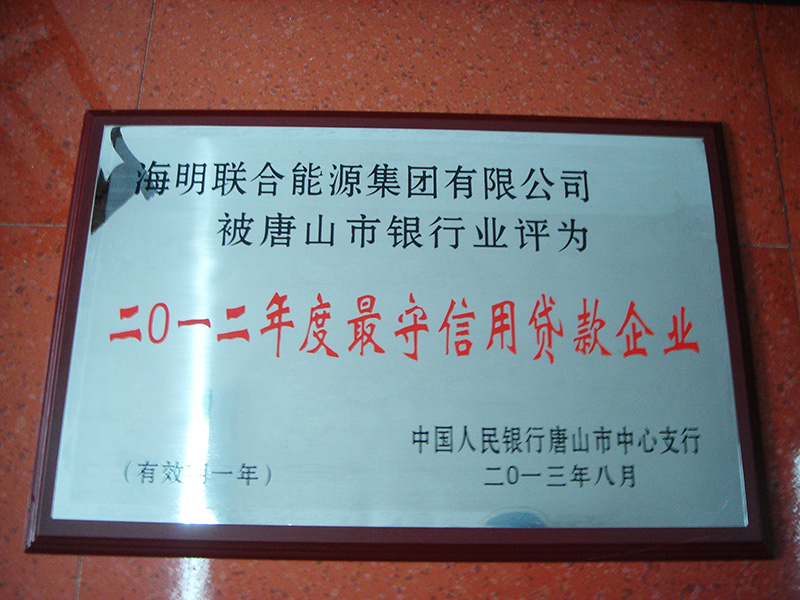 海明联合能源集团有限公司
被唐山市银行业评为
二〇一二年度最守信用贷款企业
中国人民银行唐山市中心支行
(有效期一年)
二〇一三年八月